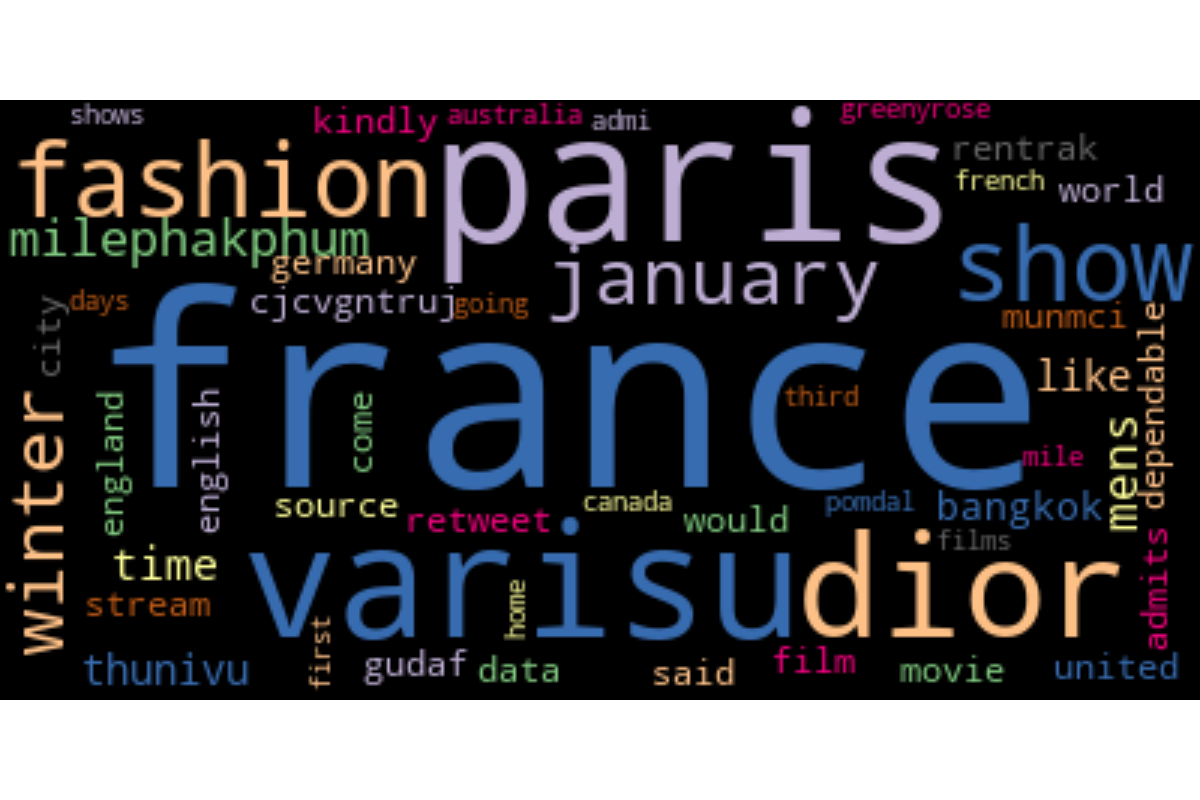 shows
kindly
australia
admi
greenyrose
fashion
paris
rentrak
french
world
milephakphum
germany
january
show
days
cjcvgntruj
going
munmci
city
france
third
like
dependable
winter
england
english
come
mile
mens
source
retweet
canada
would
pomdal
bangkok
time
varisu
dior
films
admits
stream
home
first
thunivu
gudaf
data
said
film
movie
united